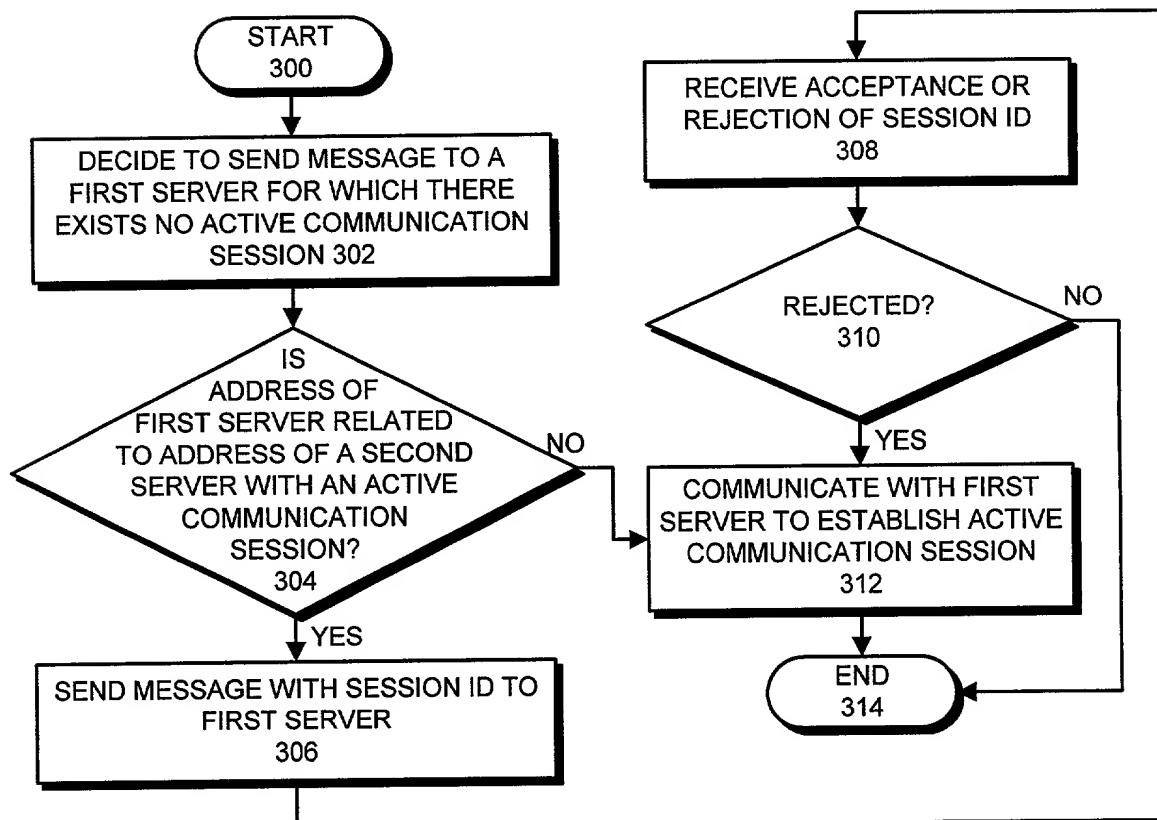 START
300
DECIDE TO SEND MESSAGE TO A
FIRST SERVER FOR WHICH THERE
EXISTS NO ACTIVE COMMUNICATION
SESSION 302
IS
ADDRESS OF
FIRST SERVER RELATED
TO ADDRESS OF A SECOND
SERVER WITH AN ACTIVE
COMMUNICATION
SESSION?
304
NO
YES
SEND MESSAGE WITH SESSION ID TO
FIRST SERVER
306
RECEIVE ACCEPTANCE OR
REJECTION OF SESSION ID
308
REJECTED?
310
NO
YES
COMMUNICATE WITH FIRST
SERVER TO ESTABLISH ACTIVE
COMMUNICATION SESSION
312
END
314